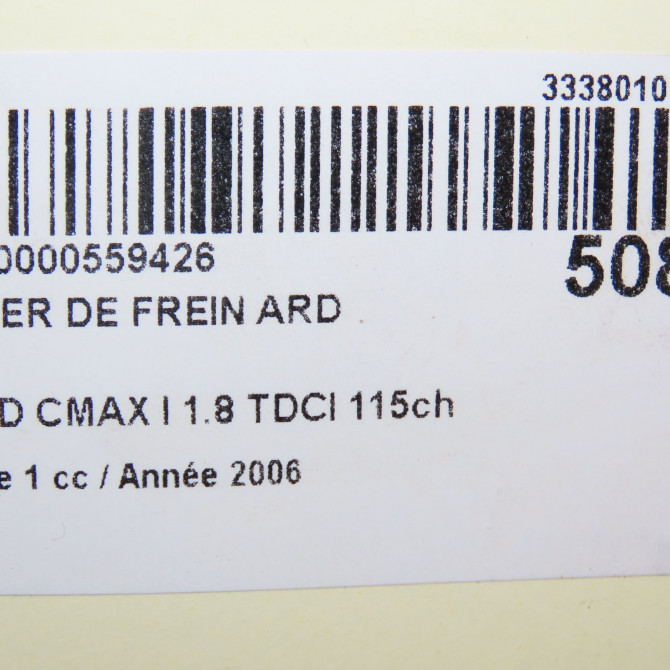 3338010
0000559426
508
ER DE FREIN ARD
D CMAX I 1.8 TDCI 115ch
e 1 cc / Année 2006